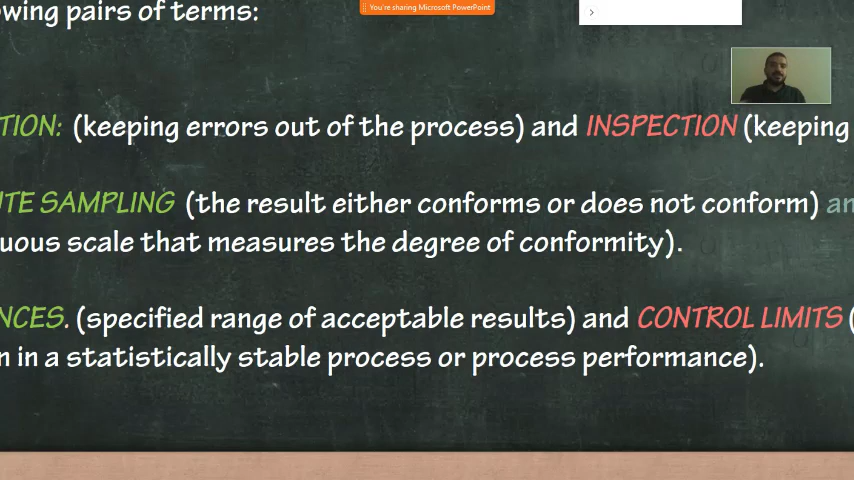 You're sharing Microsoft PowerPoint
owing pairs of terms:
TION: (keeping errors out of the process) and INSPECTION (keeping
TE SAMPLING (the result either conforms or does not conform) an
uous scale that measures the degree of conformity).
NCES. (specified range of acceptable results) and CONTROL LIMITS (
n in a statistically stable process or process performance).